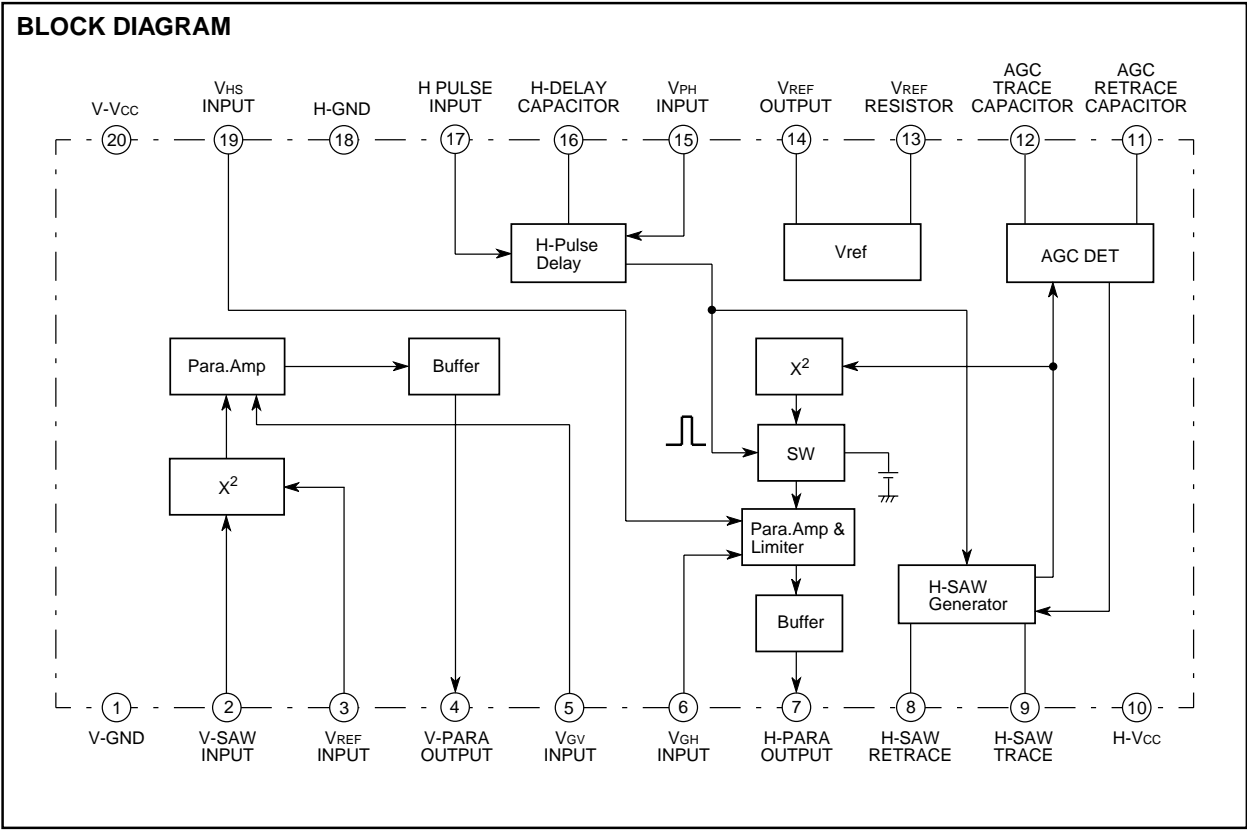 BLOCK DIAGRAM
V-VCC
VHS
INPUT
H-GND
H PULSE
INPUT
H-DELAY
CAPACITOR
VPH
INPUT
VREF
OUTPUT
VREF
RESISTOR
AGC
TRACE
CAPACITOR
AGC
RETRACE
CAPACITOR
20
19
18
17
16
15
14
13
12
11
H-Pulse
Delay
Vref
AGC DET
Para.Amp
Buffer
X2
SW
X2
Para.Amp &
Limiter
H-SAW
Generator
Buffer
1
2
3
4
5
6
7
8
9
10
V-GND
V-SAW
INPUT
VREF
INPUT
V-PARA
OUTPUT
VGV
INPUT
VGH
INPUT
H-PARA
OUTPUT
H-SAW
RETRACE
H-SAW
TRACE
H-VCC